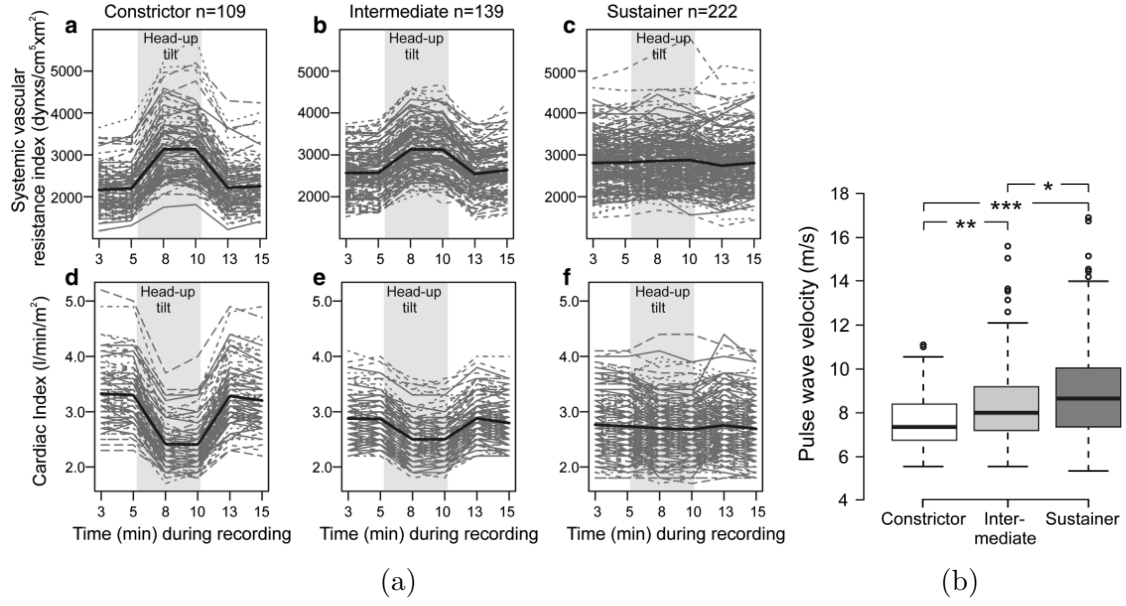 Constrictor n=109
Intermediate n=139
Sustainer n=222
a
b
c
Head-up
tilt
Head-up
tilt
Head-up
tilt
Systemic vascular
resistance index (dynxs/cm⁵xm²)
5000
4000
3000
2000
5000
4000
3000
2000
5000
4000
3000
2000
3 5 8 10 13 15
3 5 8 10 13 15
3 5 8 10 13 15
d
e
f
Head-up
tilt
Head-up
tilt
Head-up
tilt
Cardiac Index (l/min/m²)
5.0
4.0
3.0
2.0
5.0
4.0
3.0
2.0
5.0
4.0
3.0
2.0
3 5 8 10 13 15
3 5 8 10 13 15
3 5 8 10 13 15
Time (min) during recording
Time (min) during recording
Time (min) during recording
(a)
Pulse wave velocity (m/s)
18
16
14
12
10
8
6
4
*
***
**
Constrictor
Inter-
mediate
Sustainer
(b)